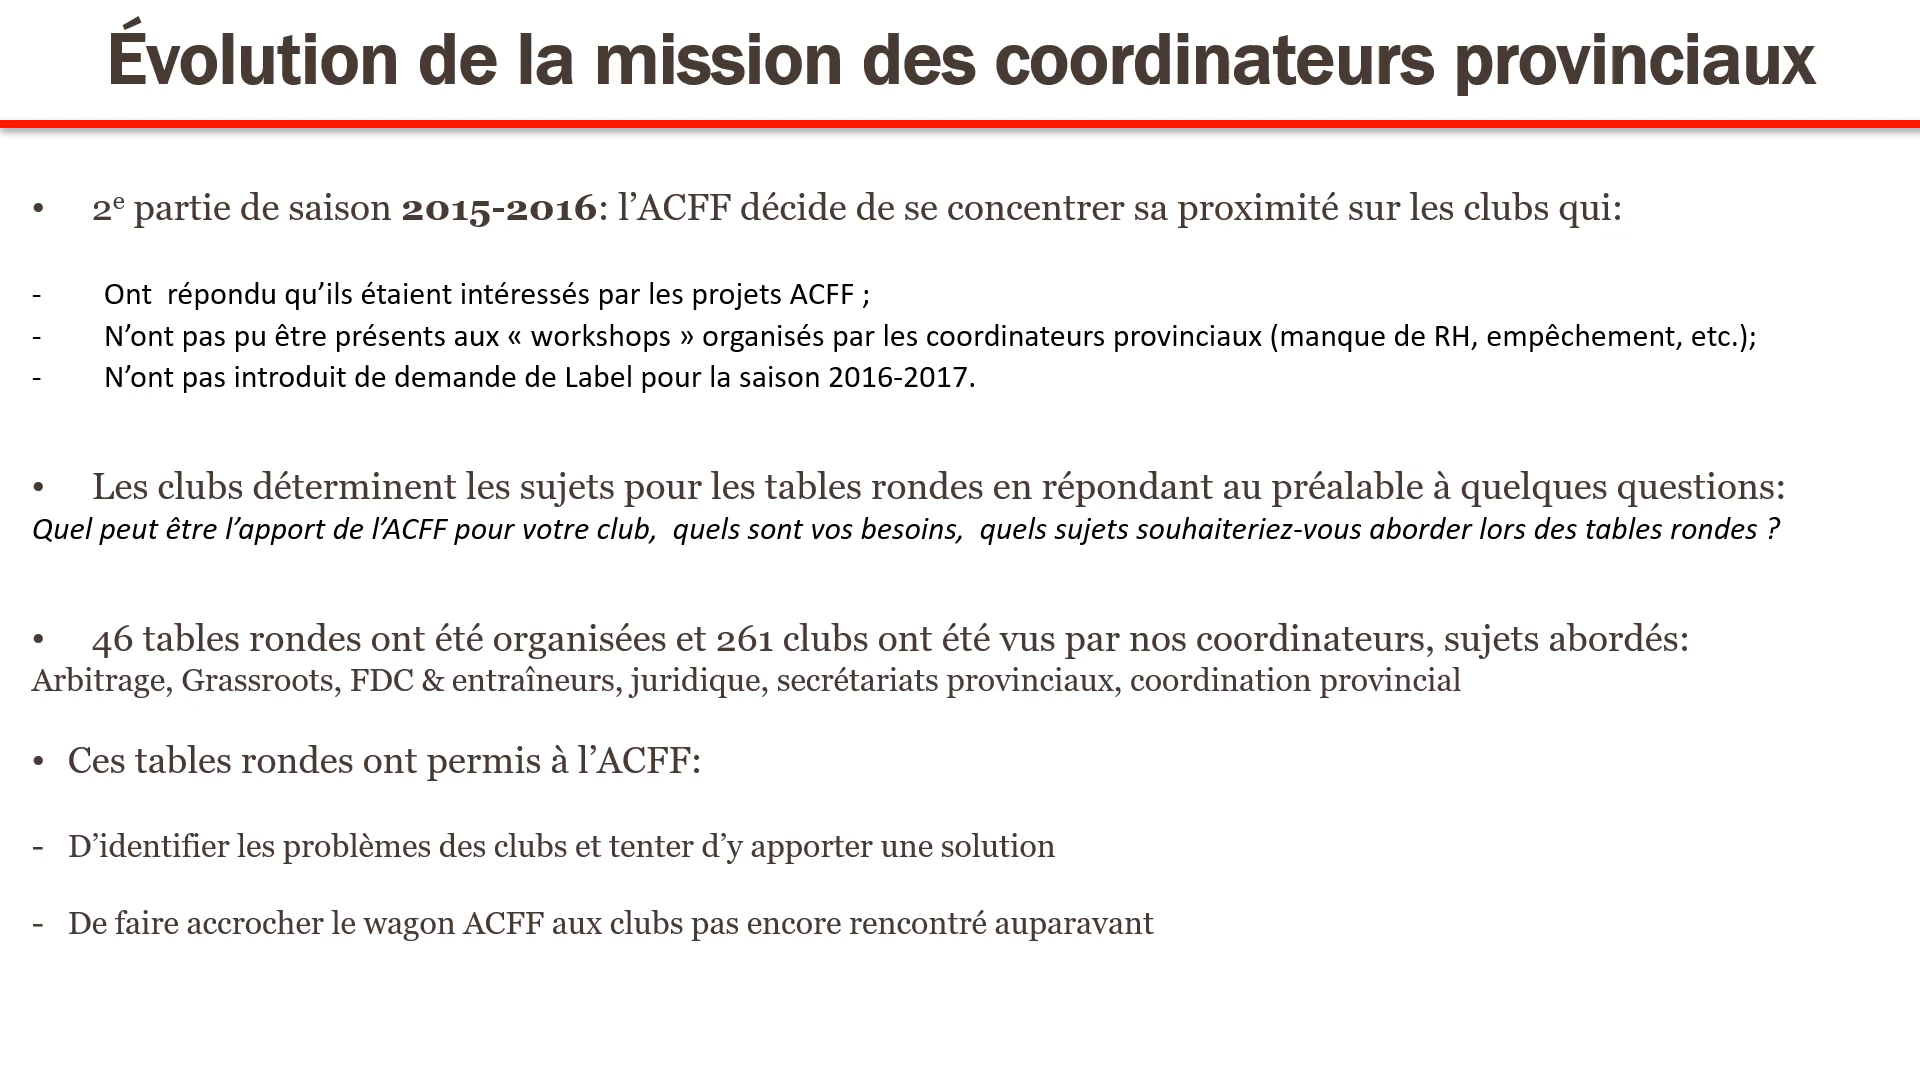 Évolution de la mission des coordinateurs provinciaux
• 2e partie de saison 2015-2016: l’ACFF décide de se concentrer sa proximité sur les clubs qui:
- Ont  répondu qu’ils étaient intéressés par les projets ACFF ;
- N’ont pas pu être présents aux « workshops » organisés par les coordinateurs provinciaux (manque de RH, empêchement, etc.);
- N’ont pas introduit de demande de Label pour la saison 2016-2017.
• Les clubs déterminent les sujets pour les tables rondes en répondant au préalable à quelques questions:
Quel peut être l’apport de l’ACFF pour votre club,  quels sont vos besoins,  quels sujets souhaiteriez-vous aborder lors des tables rondes ?
• 46 tables rondes ont été organisées et 261 clubs ont été vus par nos coordinateurs, sujets abordés:
Arbitrage, Grassroots, FDC & entraîneurs, juridique, secrétariats provinciaux, coordination provincial
• Ces tables rondes ont permis à l’ACFF:
- D’identifier les problèmes des clubs et tenter d’y apporter une solution
- De faire accrocher le wagon ACFF aux clubs pas encore rencontré auparavant